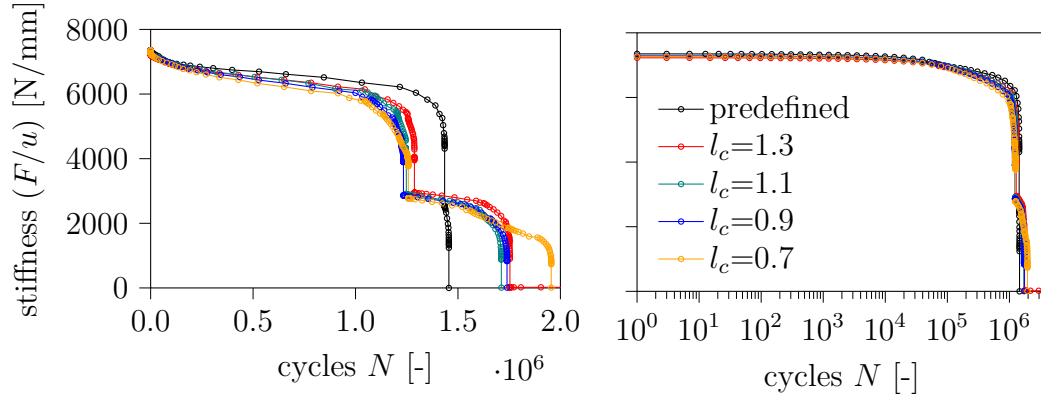 stiffness (F/u) [N/mm]
8000
6000
4000
2000
0
0.0 0.5 1.0 1.5 2.0
cycles N [-] ·10^6
predefined
l_c=1.3
l_c=1.1
l_c=0.9
l_c=0.7
10^0 10^1 10^2 10^3 10^4 10^5 10^6
cycles N [-]